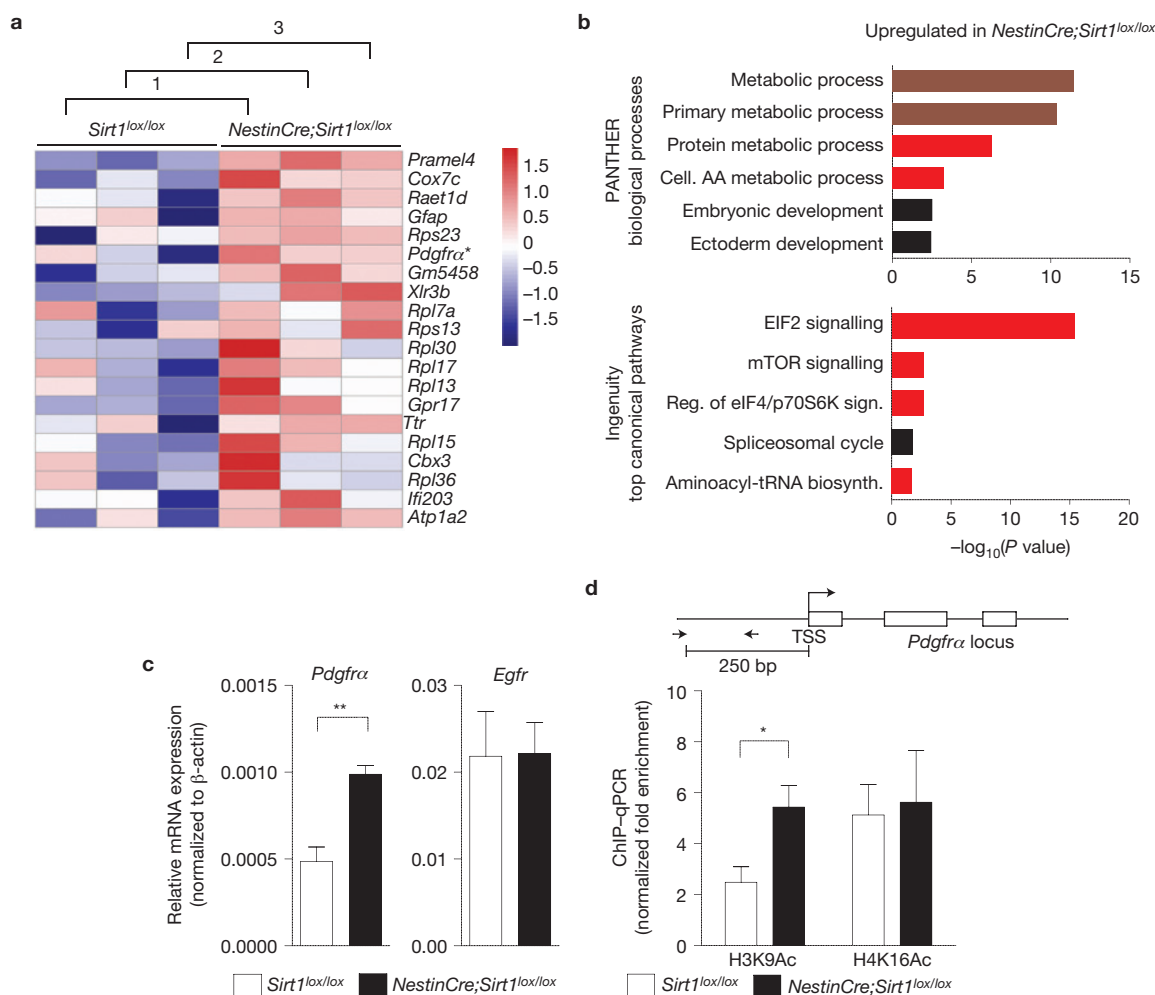 a
3
2
1
Sirt1lox/lox
NestinCre;Sirt1lox/lox
Pramel4
Cox7c
Raet1d
Gfap
Rps23
Pdgfrα*
Gm5458
Xlr3b
Rpl7a
Rps13
Rpl30
Rpl17
Rpl13
Gpr17
Ttr
Rpl15
Cbx3
Rpl36
Ifi203
Atp1a2
1.5
1.0
0.5
0
−0.5
−1.0
−1.5
b
Upregulated in NestinCre;Sirt1lox/lox
PANTHER
biological processes
Metabolic process
Primary metabolic process
Protein metabolic process
Cell. AA metabolic process
Embryonic development
Ectoderm development
0 5 10 15
Ingenuity
top canonical pathways
EIF2 signalling
mTOR signalling
Reg. of eIF4/p70S6K sign.
Spliceosomal cycle
Aminoacyl-tRNA biosynth.
0 5 10 15 20
−log10(P value)
c
Relative mRNA expression
(normalized to β-actin)
Pdgfrα
0.0015
0.0010
0.0005
0.0000
**
Egfr
0.03
0.02
0.01
0.00
Sirt1lox/lox NestinCre;Sirt1lox/lox
d
TSS
Pdgfrα locus
250 bp
ChIP–qPCR
(normalized fold enrichment)
10
8
6
4
2
0
*
H3K9Ac H4K16Ac
Sirt1lox/lox NestinCre;Sirt1lox/lox